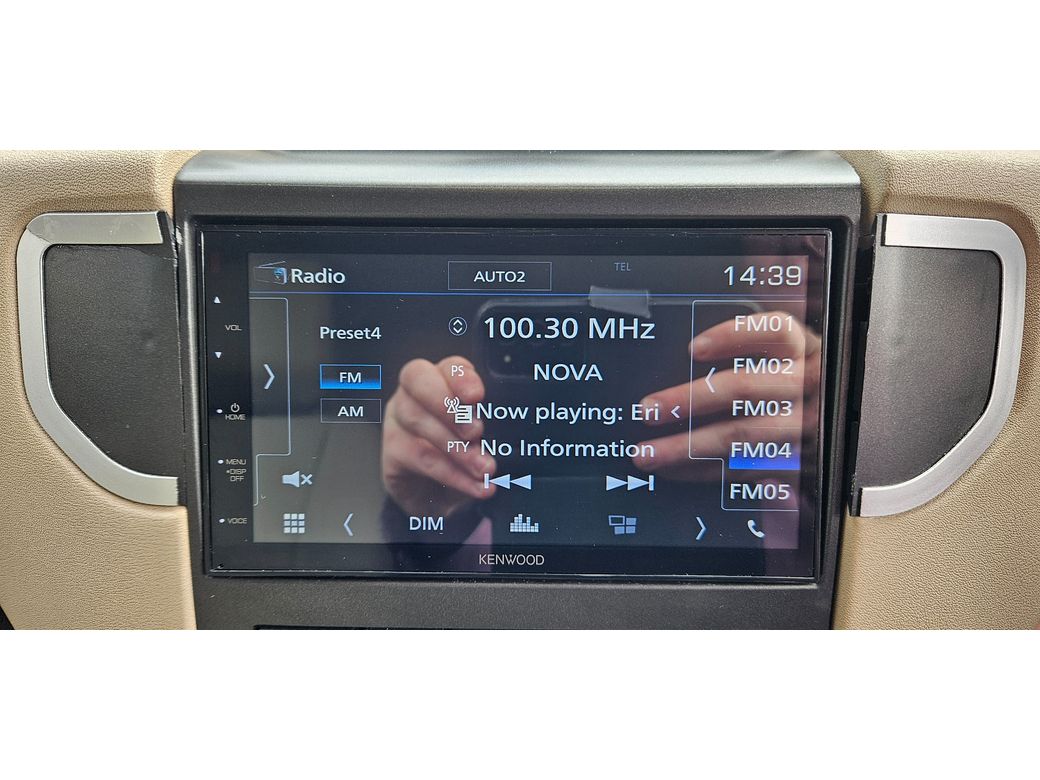 Radio AUTO2 TEL 14:39
VOL
HOME
MENU
DISP
OFF
VOICE
Preset4
FM
AM
100.30 MHz
PS NOVA
Now playing: Eri
PTY No Information
FM01
FM02
FM03
FM04
FM05
DIM
KENWOOD